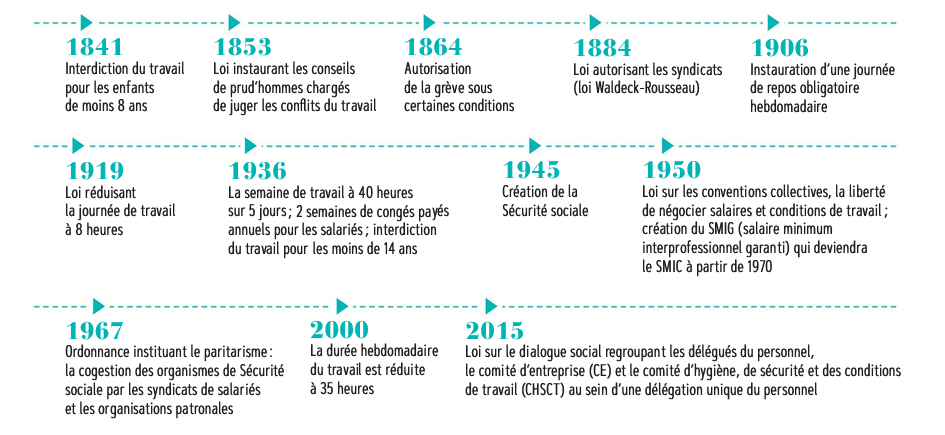 1841
Interdiction du travail
pour les enfants
de moins 8 ans
1853
Loi instaurant les conseils
de prud'hommes chargés
de juger les conflits du travail
1864
Autorisation
de la grève sous
certaines conditions
1884
Loi autorisant les syndicats
(loi Waldeck-Rousseau)
1906
Instauration d'une journée
de repos obligatoire
hebdomadaire
1919
Loi réduisant
la journée de travail
à 8 heures
1936
La semaine de travail à 40 heures
sur 5 jours ; 2 semaines de congés payés
annuels pour les salariés ; interdiction
du travail pour les moins de 14 ans
1945
Création de la
Sécurité sociale
1950
Loi sur les conventions collectives, la liberté
de négocier salaires et conditions de travail ;
création du SMIG (salaire minimum
interprofessionnel garanti) qui deviendra
le SMIC à partir de 1970
1967
Ordonnance instituant le paritarisme :
la cogestion des organismes de Sécurité
sociale par les syndicats de salariés
et les organisations patronales
2000
La durée hebdomadaire
du travail est réduite
à 35 heures
2015
Loi sur le dialogue social regroupant les délégués du personnel,
le comité d'entreprise (CE) et le comité d'hygiène, de sécurité et des conditions
de travail (CHSCT) au sein d'une délégation unique du personnel